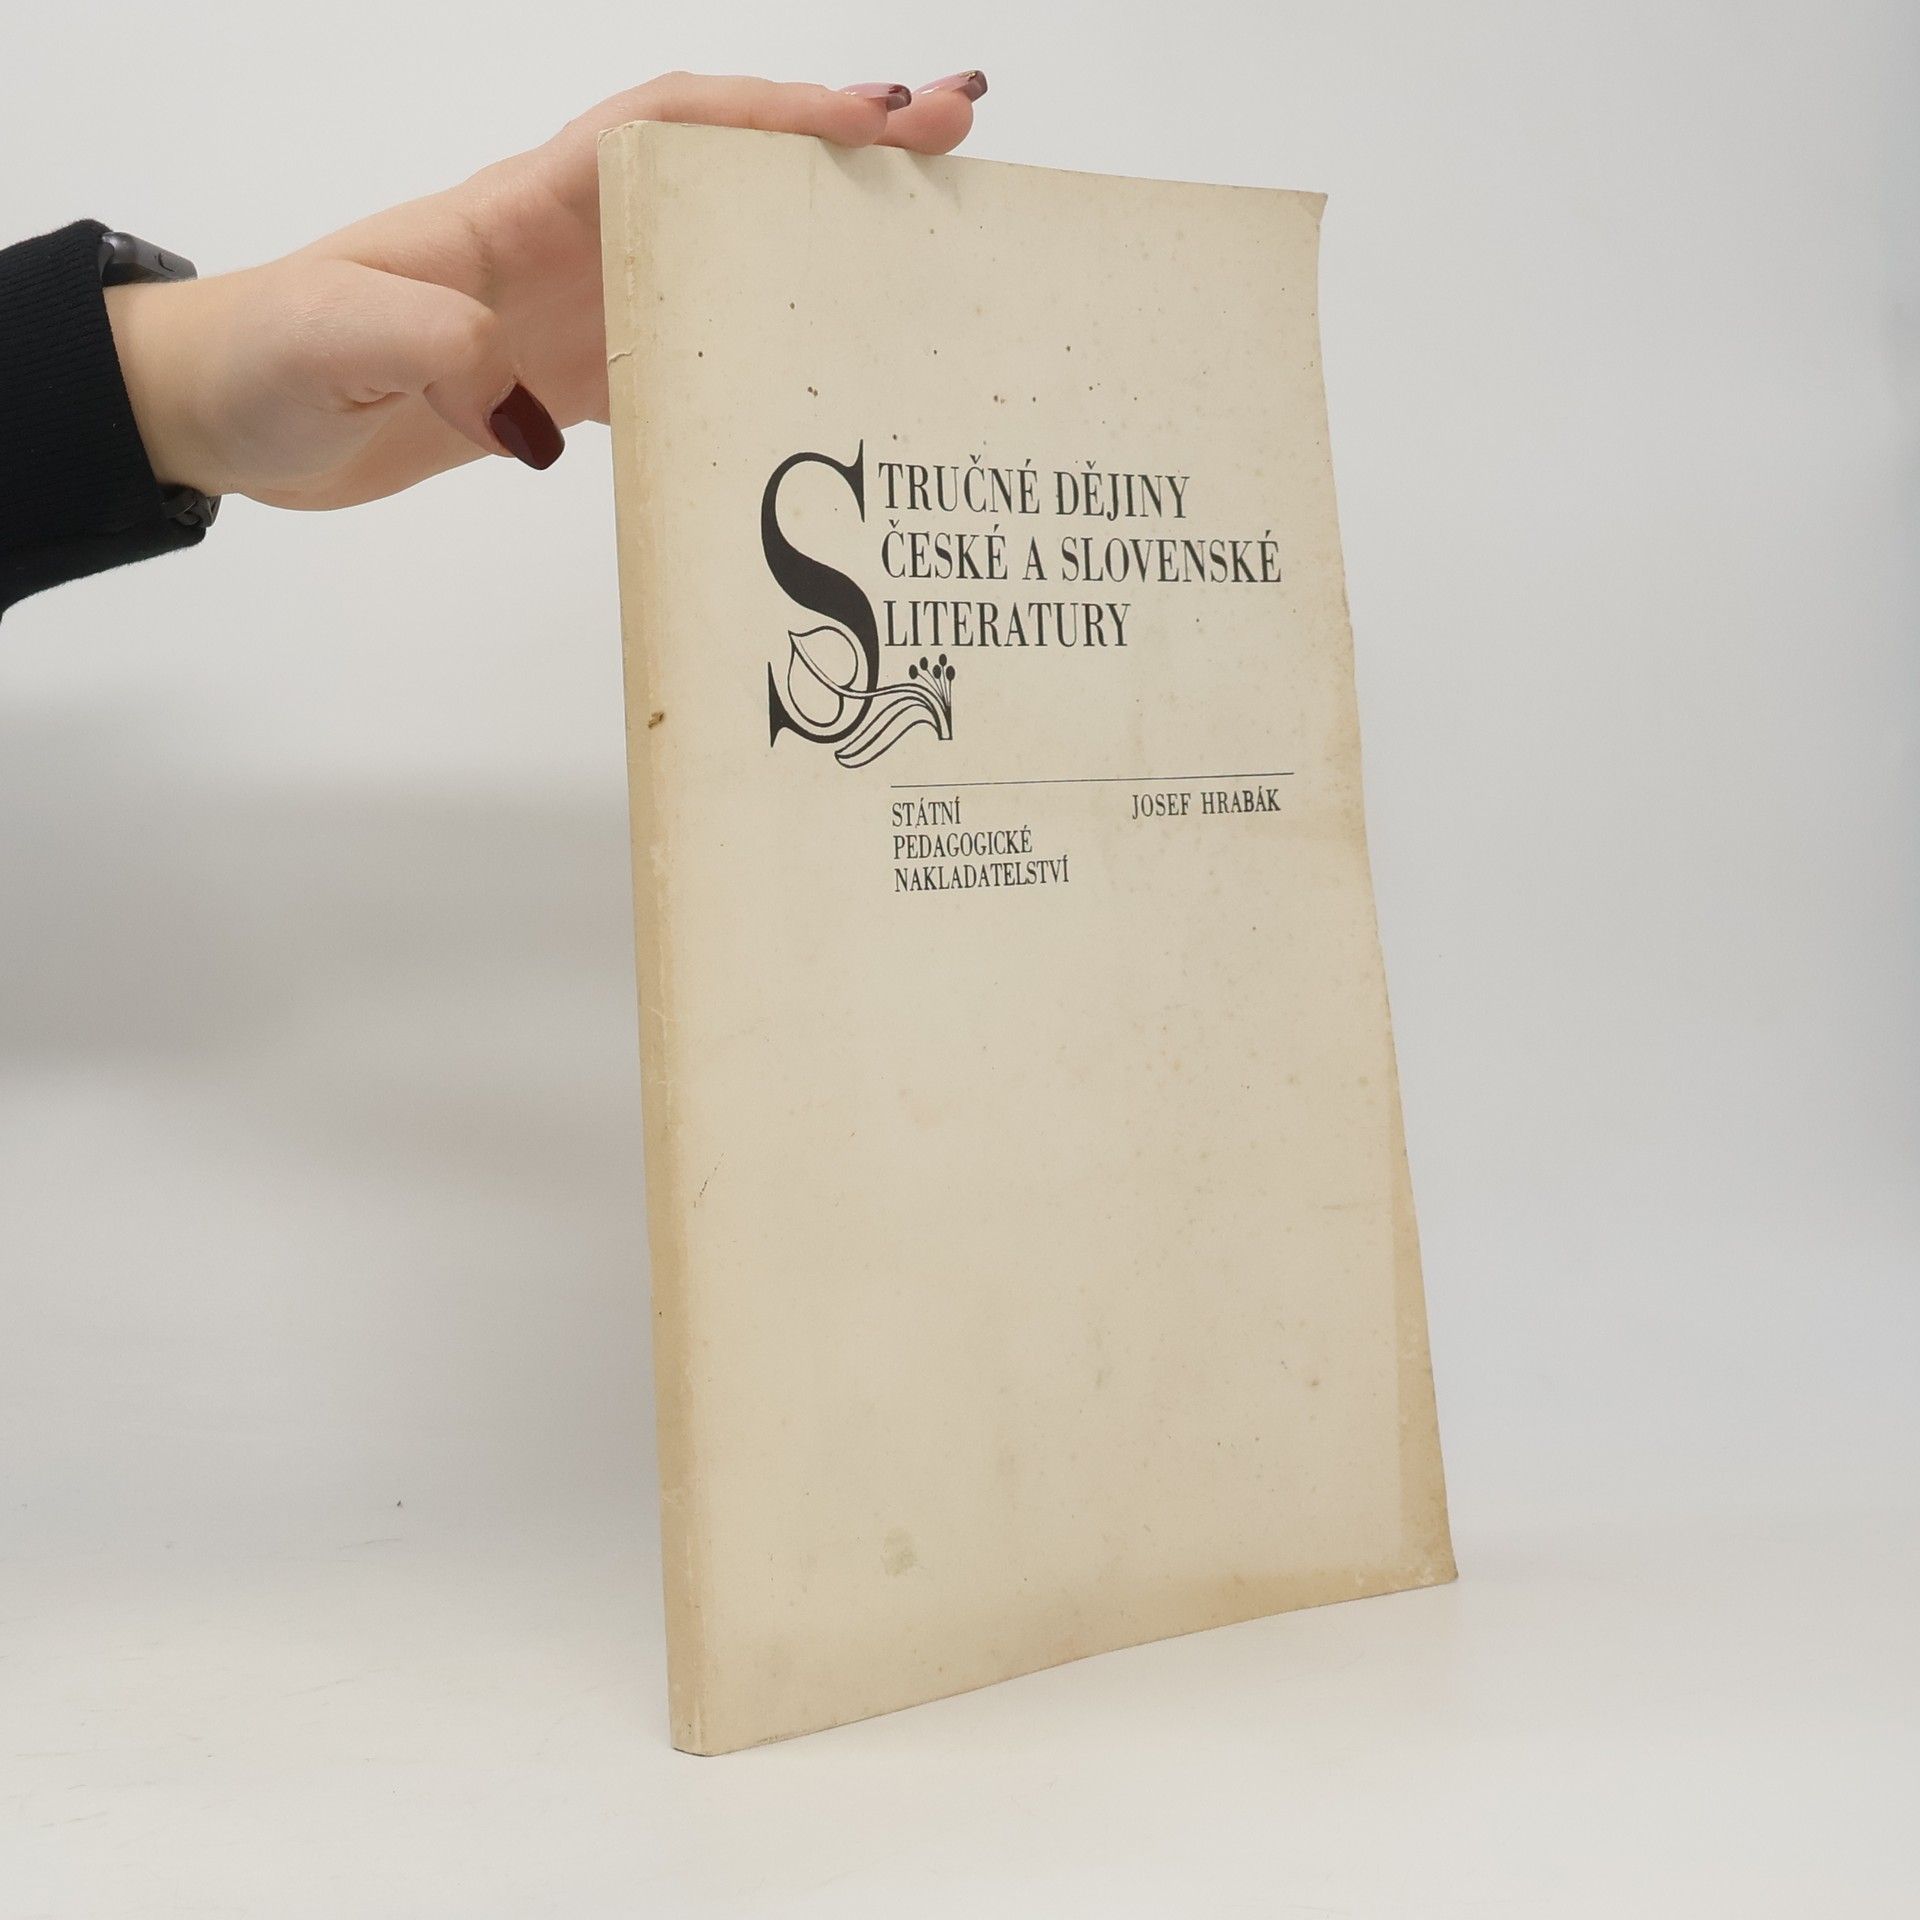 STRUČNÉ DĚJINY
ČESKÉ A SLOVENSKÉ
LITERATURY
STÁTNÍ
PEDAGOGICKÉ
NAKLADATELSTVÍ
JOSEF HRABÁK